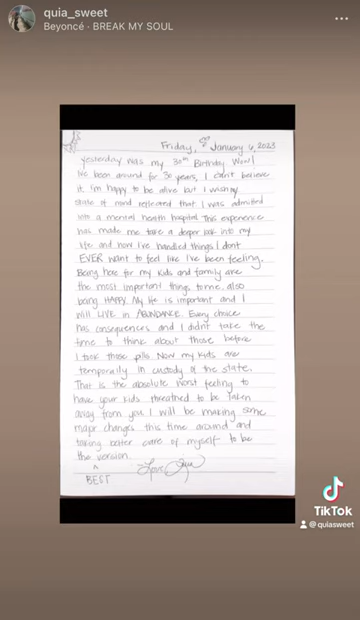 quia_sweet
Beyoncé · BREAK MY SOUL
Friday, January 6, 2023
Yesterday was my 30th Birthday Wow!
I've been around for 30 years, I can't believe
it. I'm happy to be alive but I wish my
state of mind reflected that I was admitted
into a mental health hospital. This experience
has made me take a deeper look into my
life and how I've handled things I don't
EVER want to feel like I've been feeling.
Being here for my kids and family are
the most important things to me, also
being HAPPY. My life is important and I
will LIVE in ABUNDANCE. Every choice
has consequences and I didn't take the
time to think about those before
I took those pills Now my kids are
temporaily in custody of the state.
That is the absolute worst feeling to
have your kids threatned to be taken
away from you. I will be making some
major changes this time around and
taking better care of myself to be
the version.
^
BEST
Love
TikTok
@quiasweet